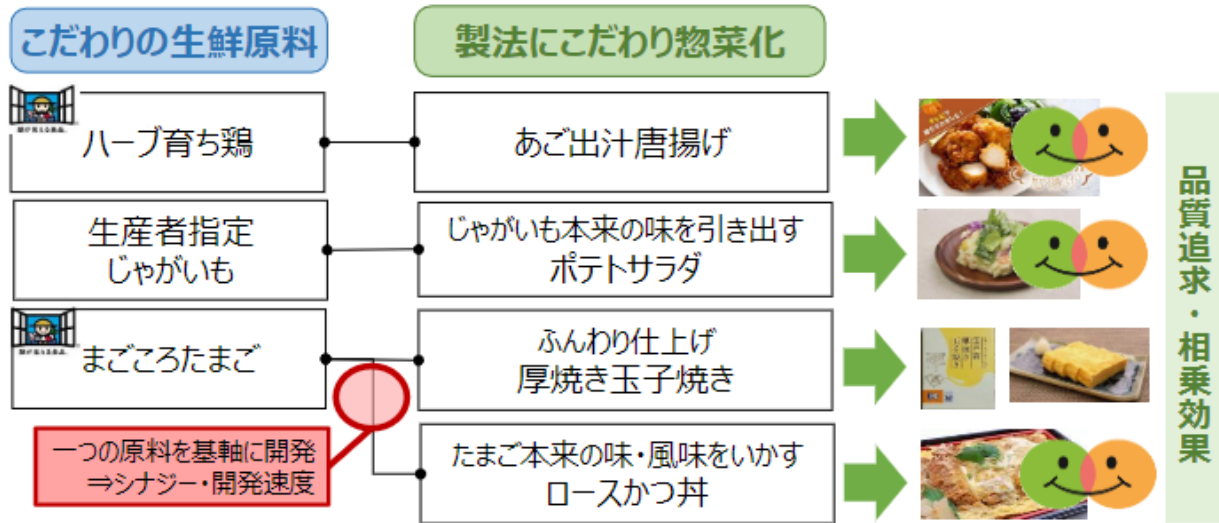 こだわりの生鮮原料
製法にこだわり惣菜化
ハーブ育ち鶏
あご出汁唐揚げ
生産者指定
じゃがいも
じゃがいも本来の味を引き出す
ポテトサラダ
まごころたまご
ふんわり仕上げ
厚焼き玉子焼き
一つの原料を基軸に開発
⇒シナジー・開発速度
たまご本来の味・風味をいかす
ロースかつ丼
品質追求・相乗効果